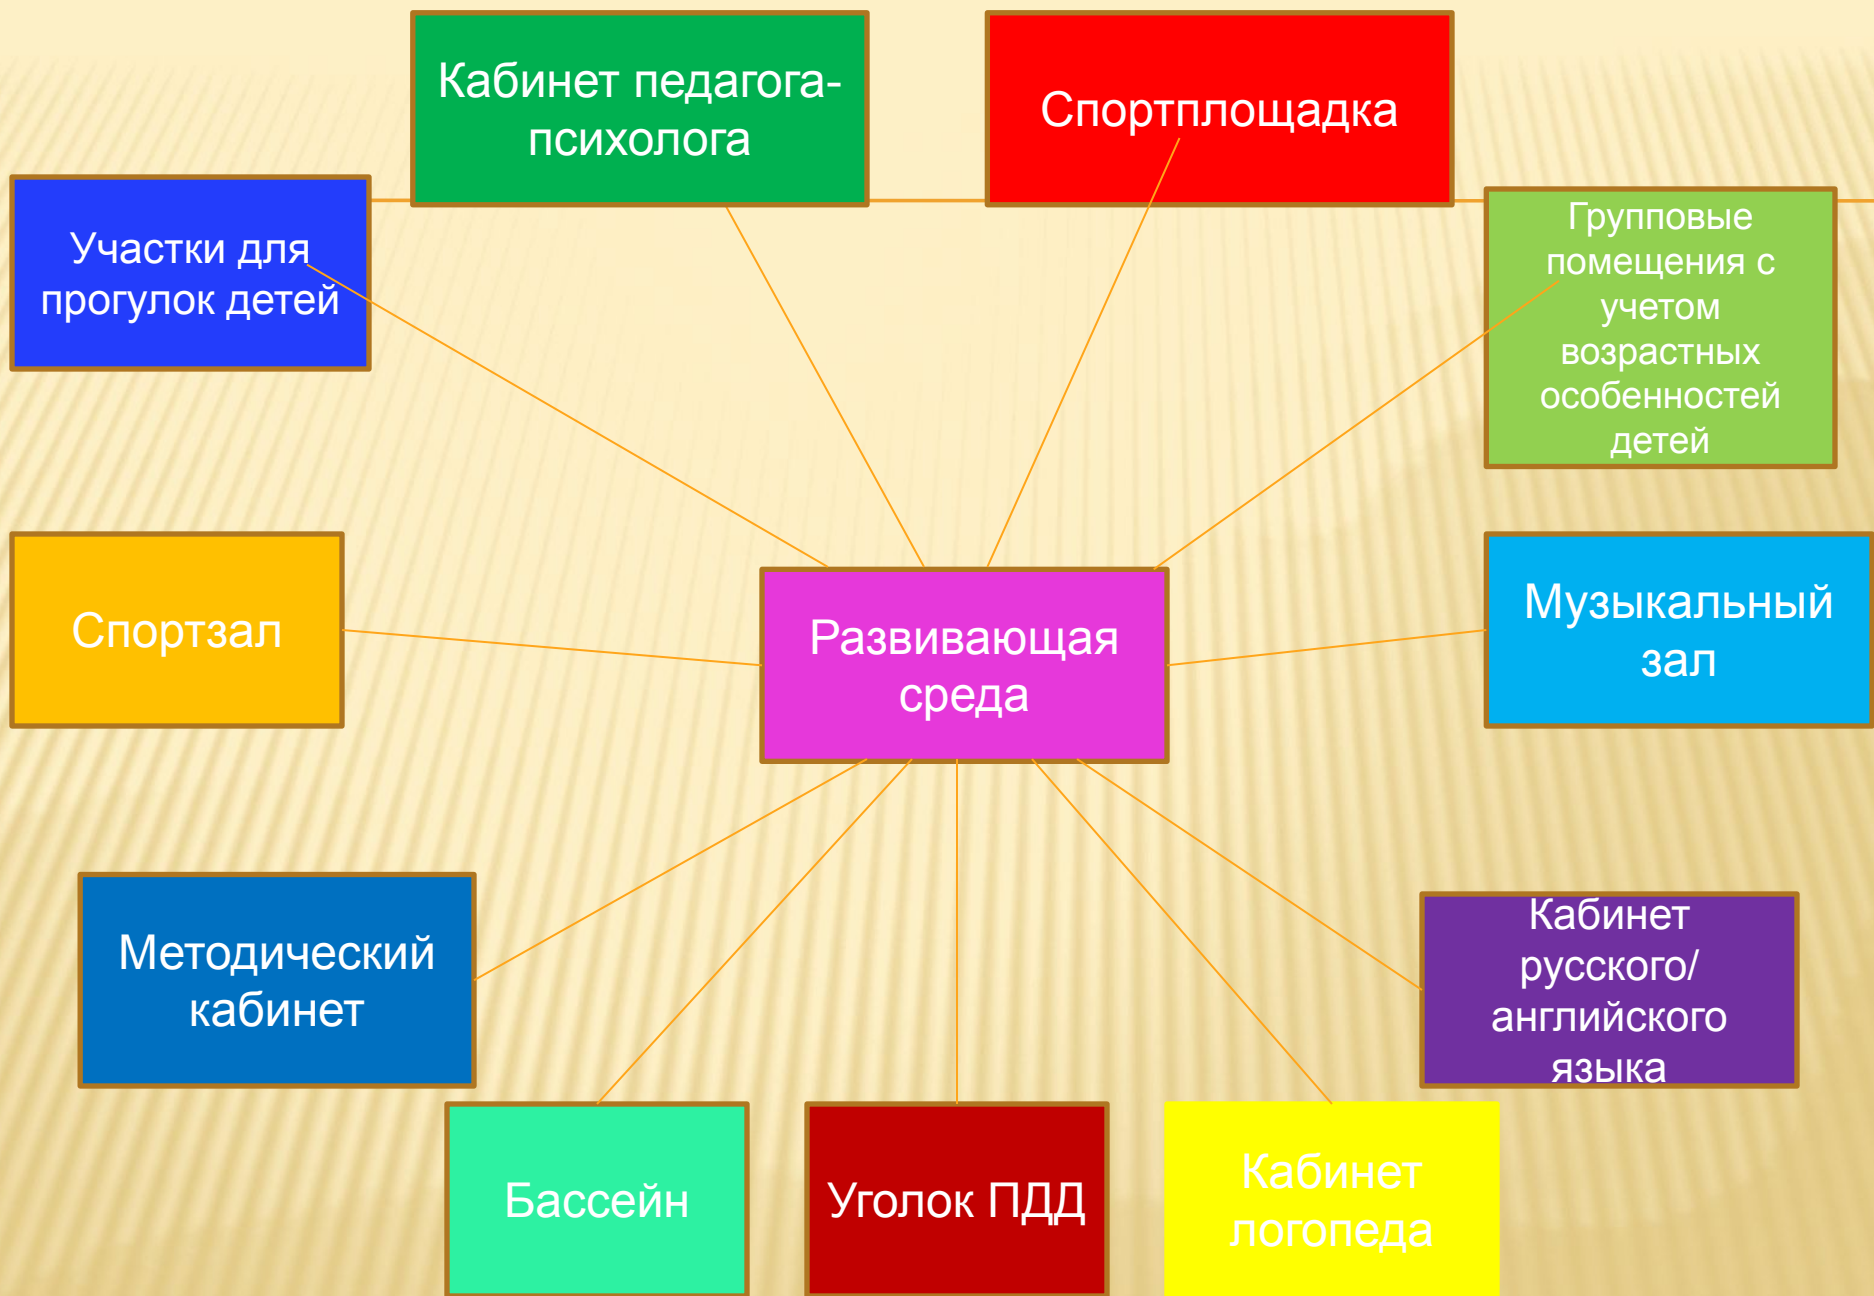 Кабинет педагога-
психолога
Спортплощадка
Участки для
прогулок детей
Групповые
помещения с
учетом
возрастных
особенностей
детей
Спортзал
Развивающая
среда
Музыкальный
зал
Методический
кабинет
Кабинет
русского/
английского
языка
Бассейн
Уголок ПДД
Кабинет
логопеда